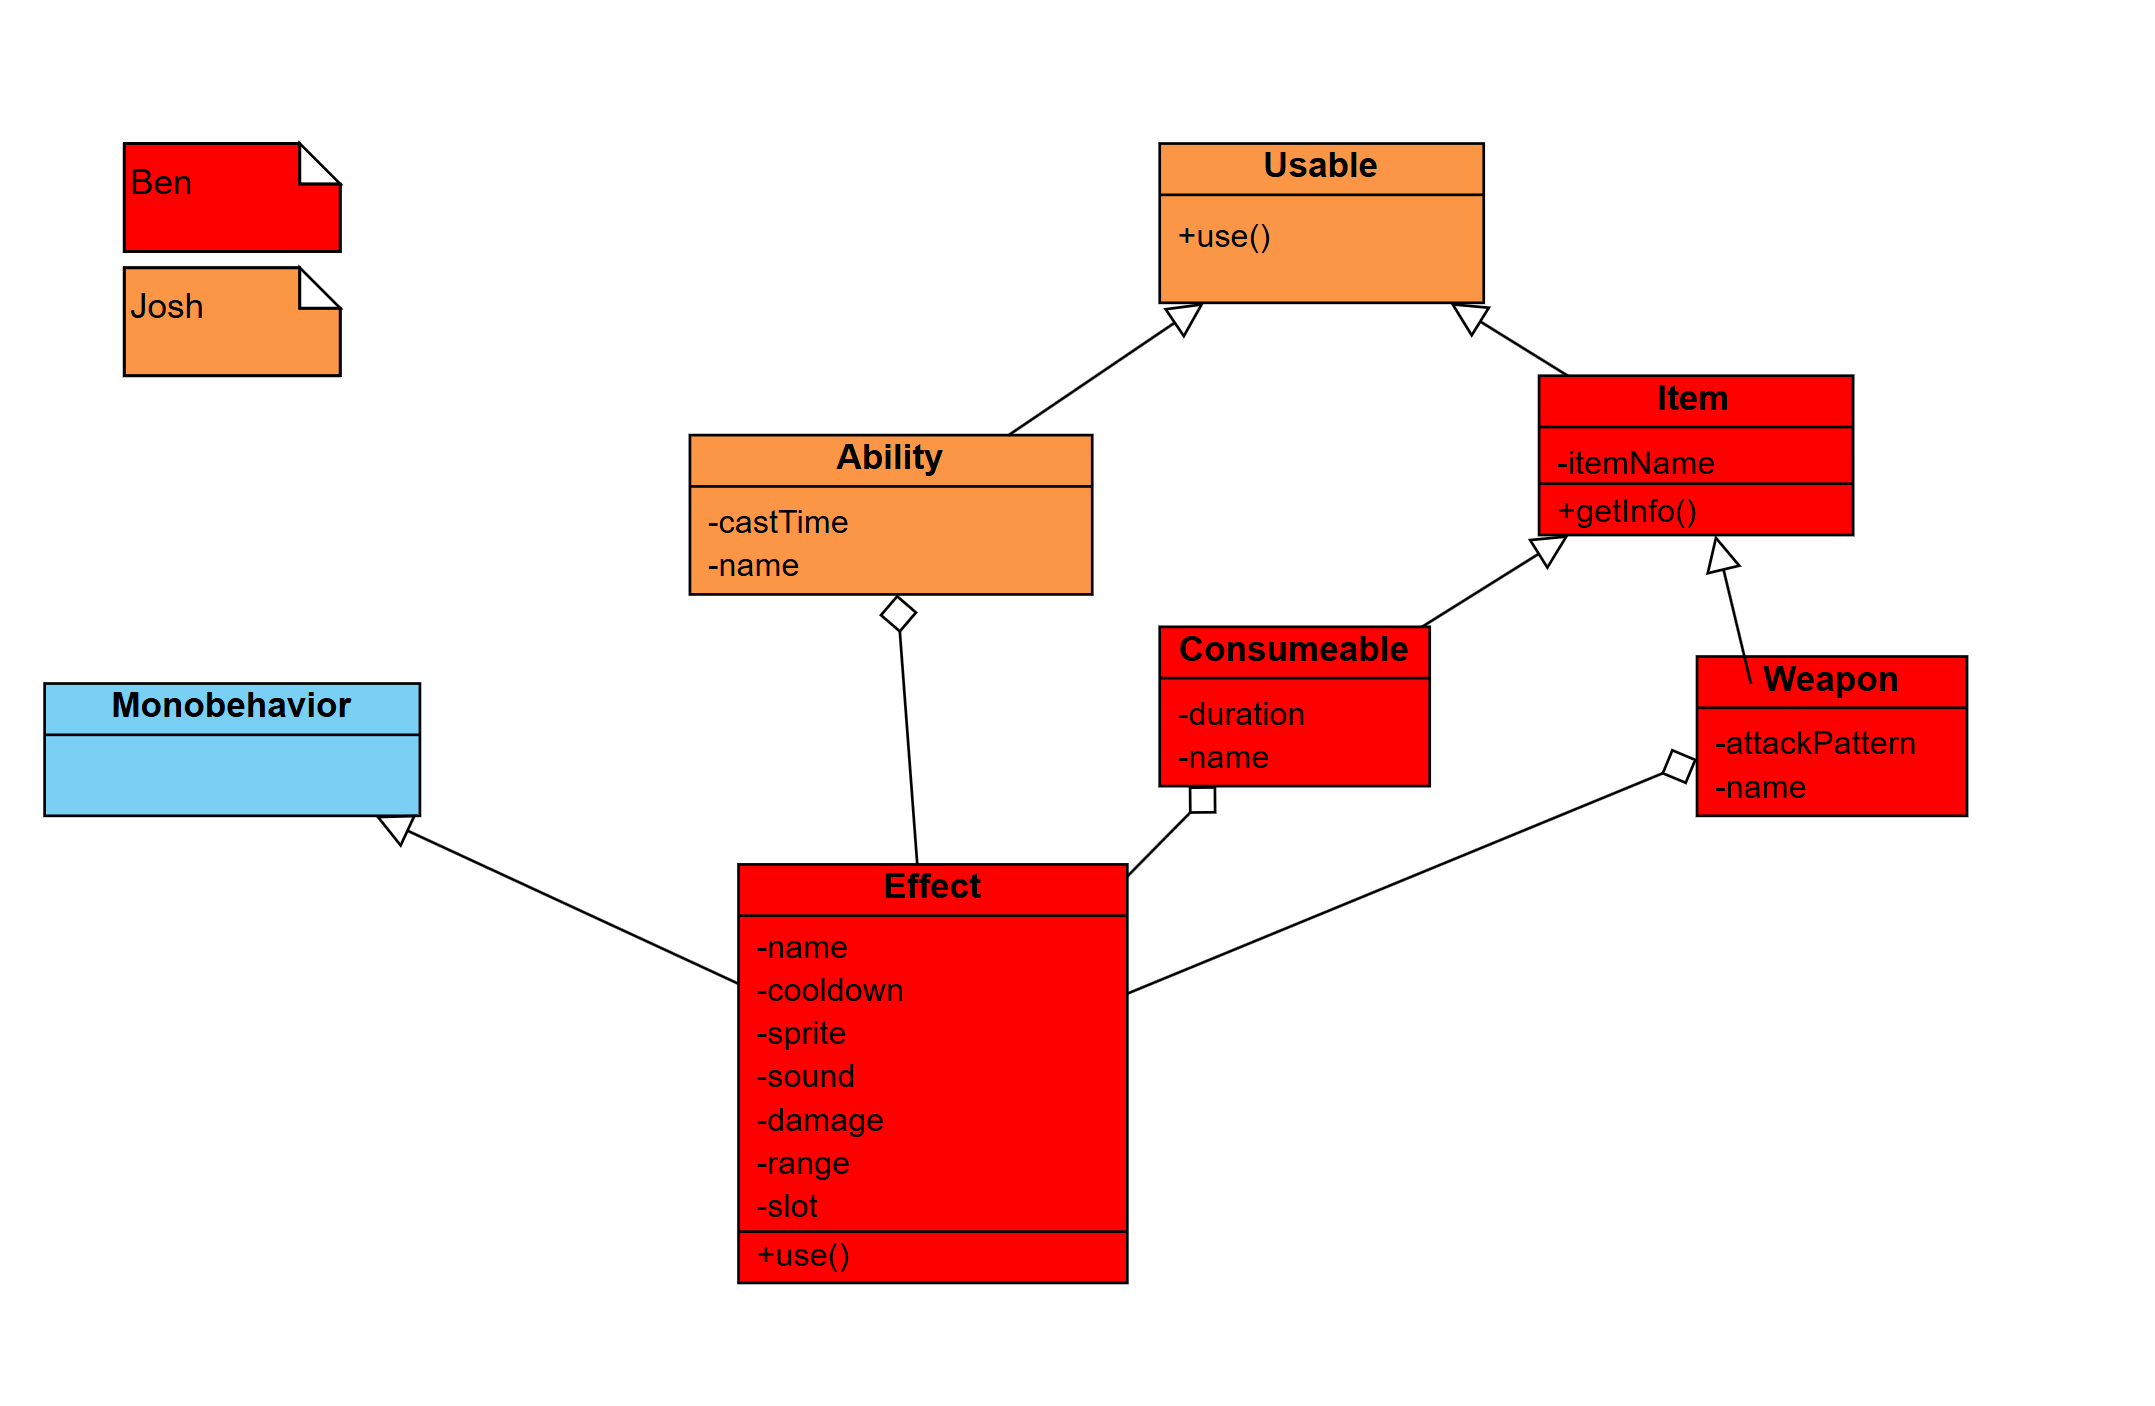 Ben
Josh
Usable
+use()
Item
-itemName
+getInfo()
Ability
-castTime
-name
Consumeable
-duration
-name
Weapon
-attackPattern
-name
Monobehavior
Effect
-name
-cooldown
-sprite
-sound
-damage
-range
-slot
+use()